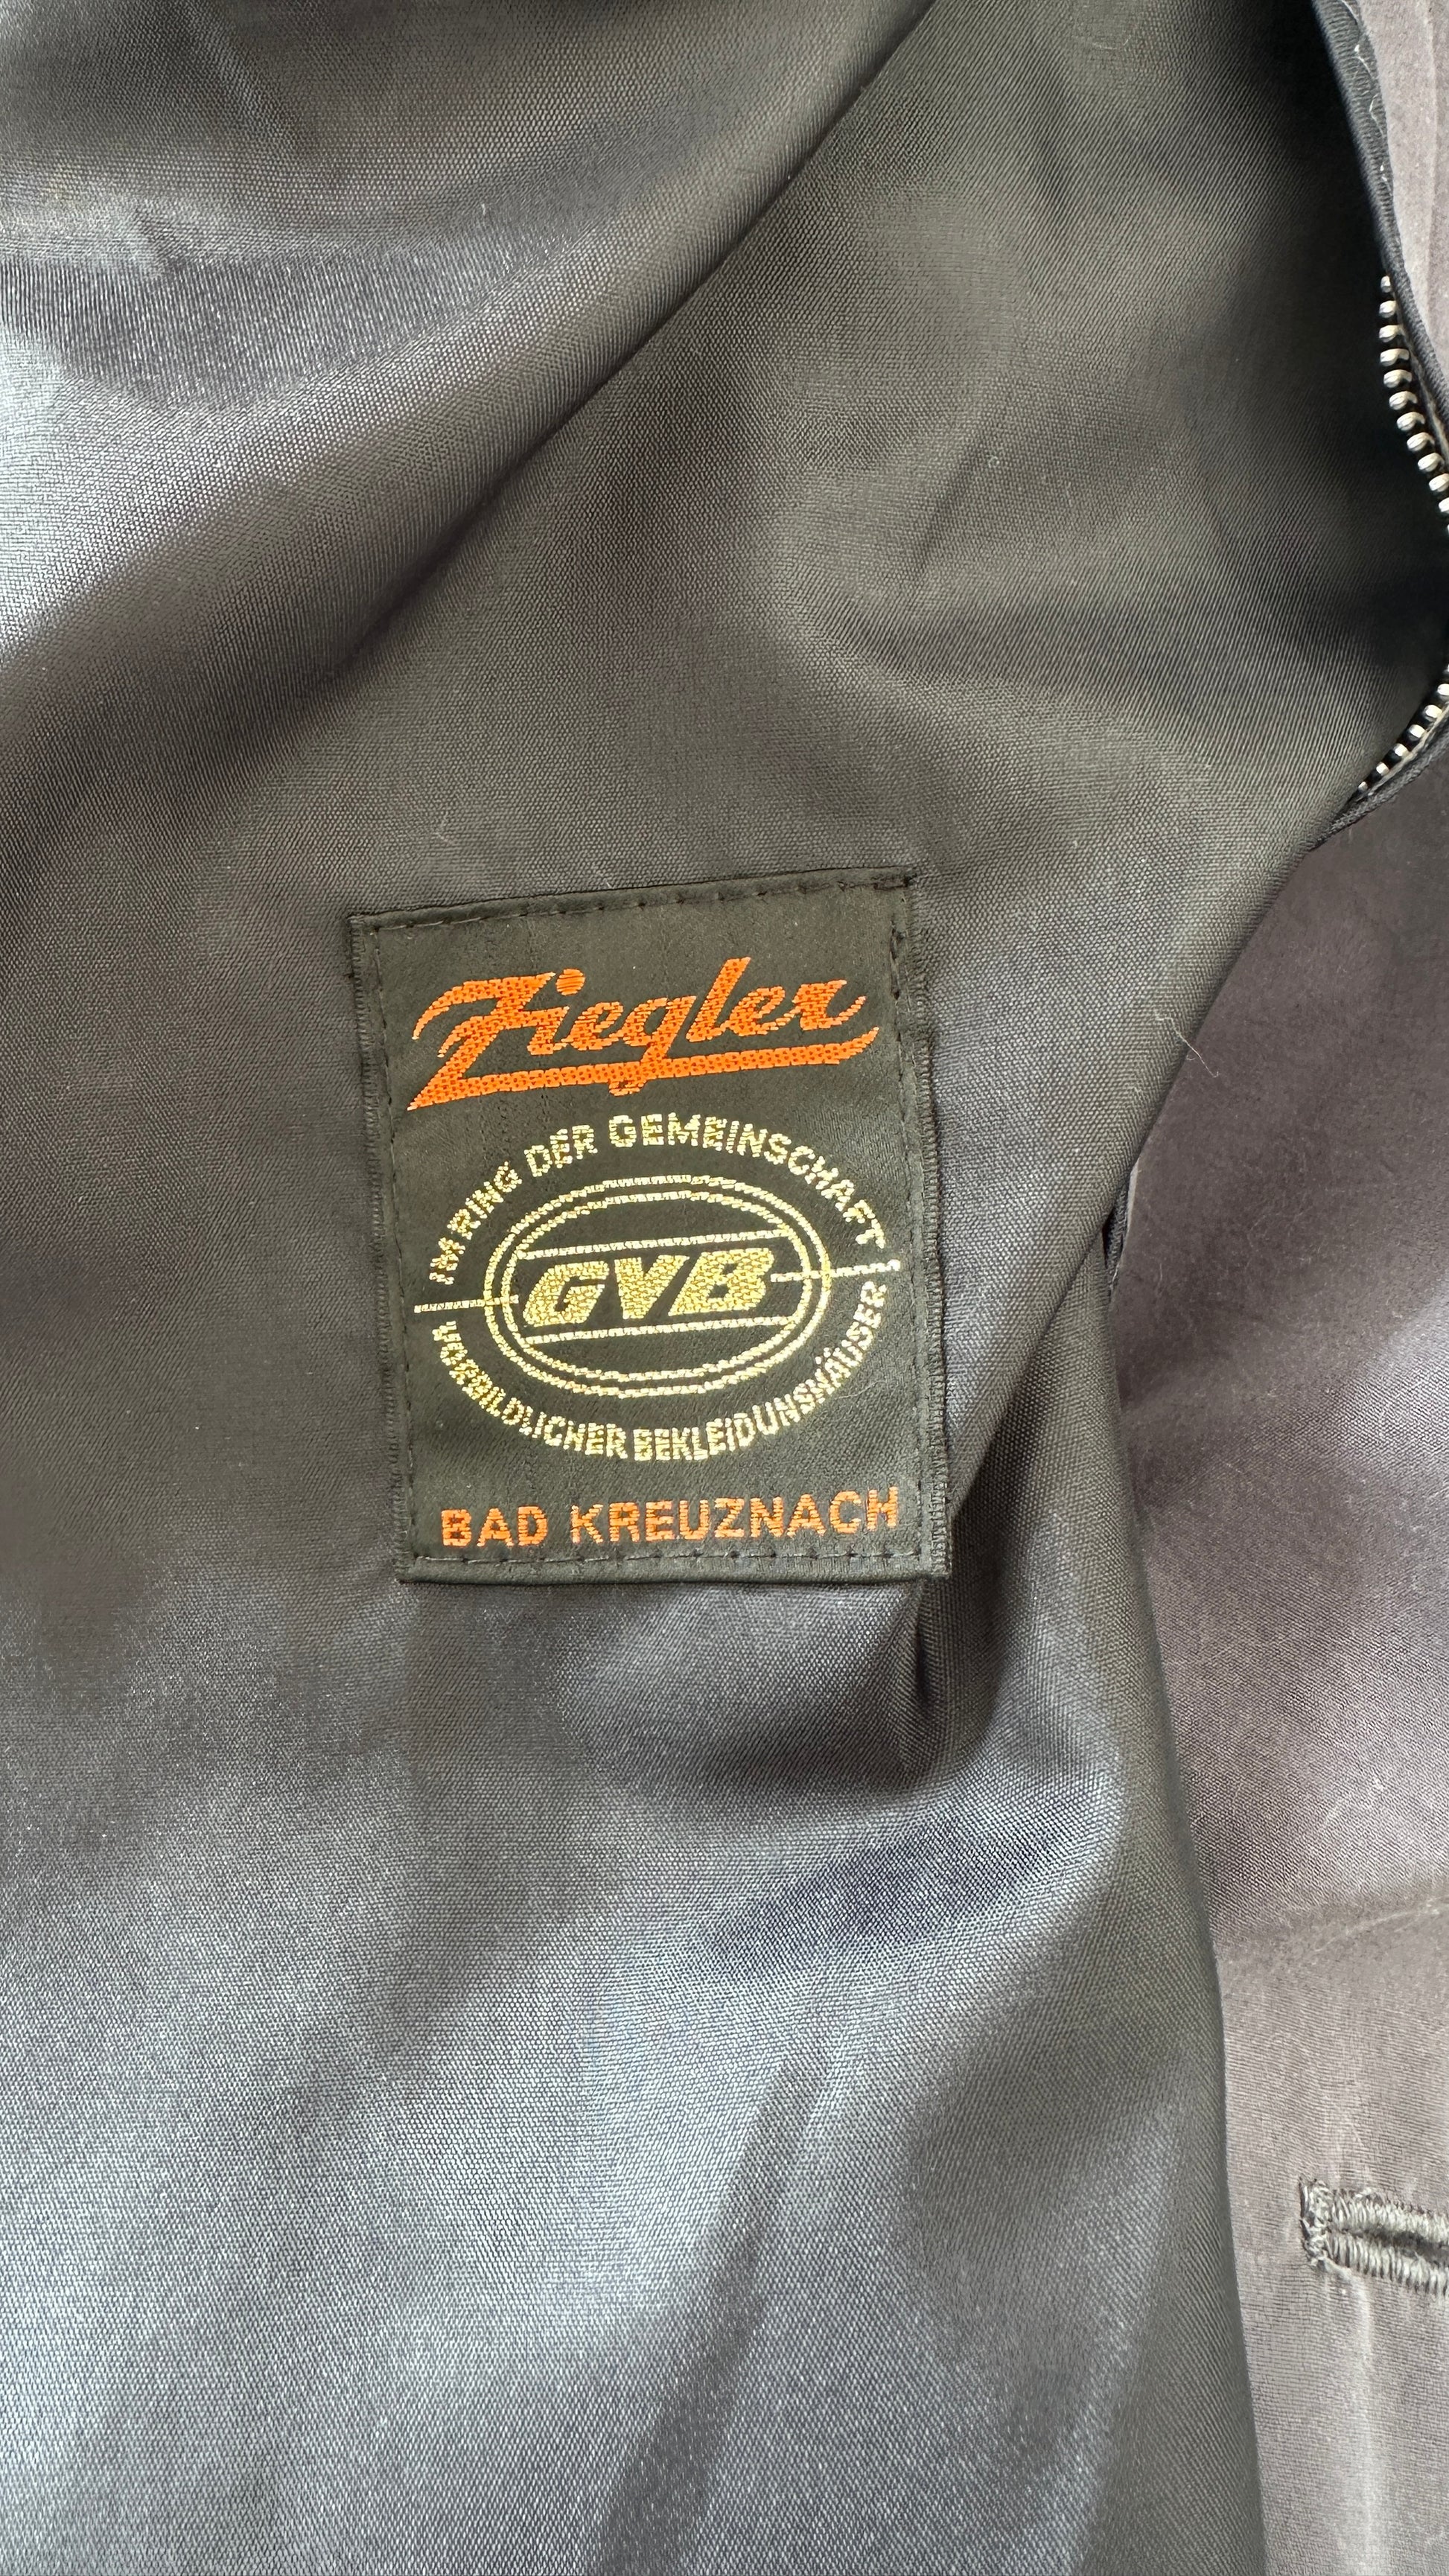 Ziegler
IM RING DER GEMEINSCHAFT
GVB
VORBILDLICHER BEKLEIDUNSHÄUSER
BAD KREUZNACH